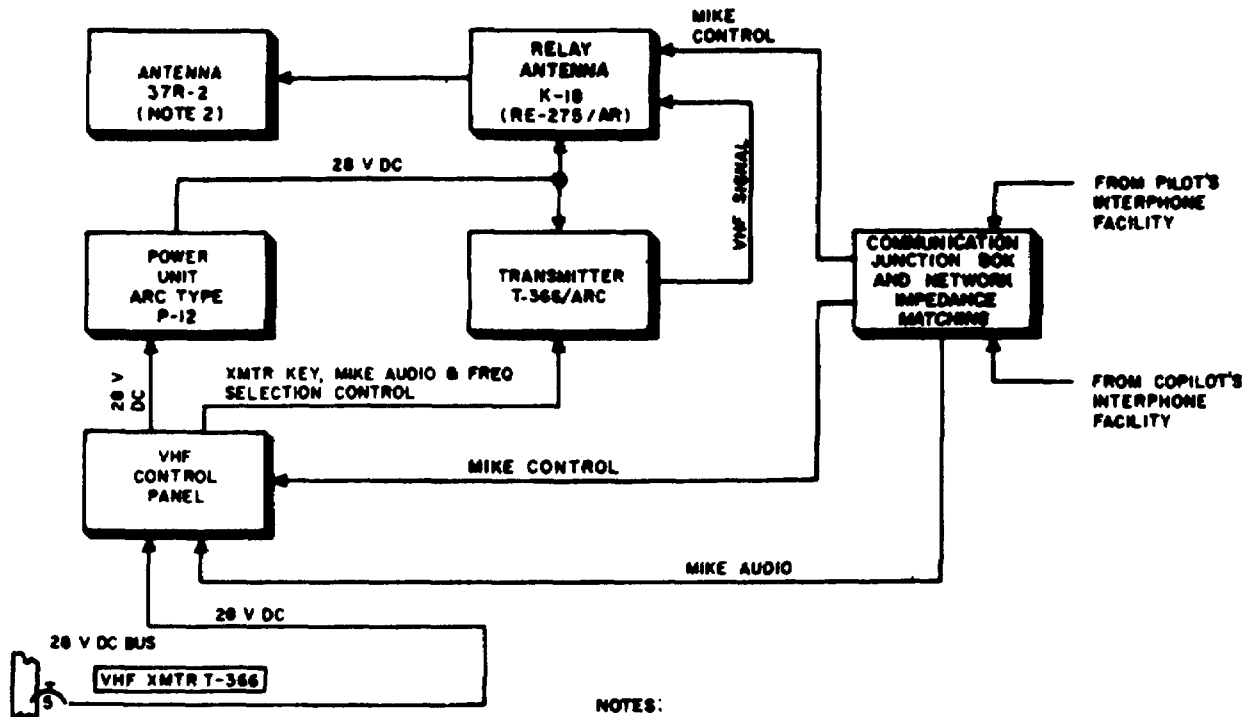 MIKE
CONTROL
ANTENNA
37R-2
(NOTE 2)
RELAY
ANTENNA
K-18
(RE-275/AR)
28 V DC
VHF SIGNAL
FROM PILOT'S
INTERPHONE
FACILITY
POWER
UNIT
ARC TYPE
P-12
TRANSMITTER
T-366/ARC
COMMUNICATION
JUNCTION BOX
AND NETWORK
IMPEDANCE
MATCHING
28 V
DC
XMTR KEY, MIKE AUDIO & FREQ
SELECTION CONTROL
FROM COPILOT'S
INTERPHONE
FACILITY
VHF
CONTROL
PANEL
MIKE CONTROL
MIKE AUDIO
28 V DC
28 V DC BUS
VHF XMTR T-366
5
NOTES: